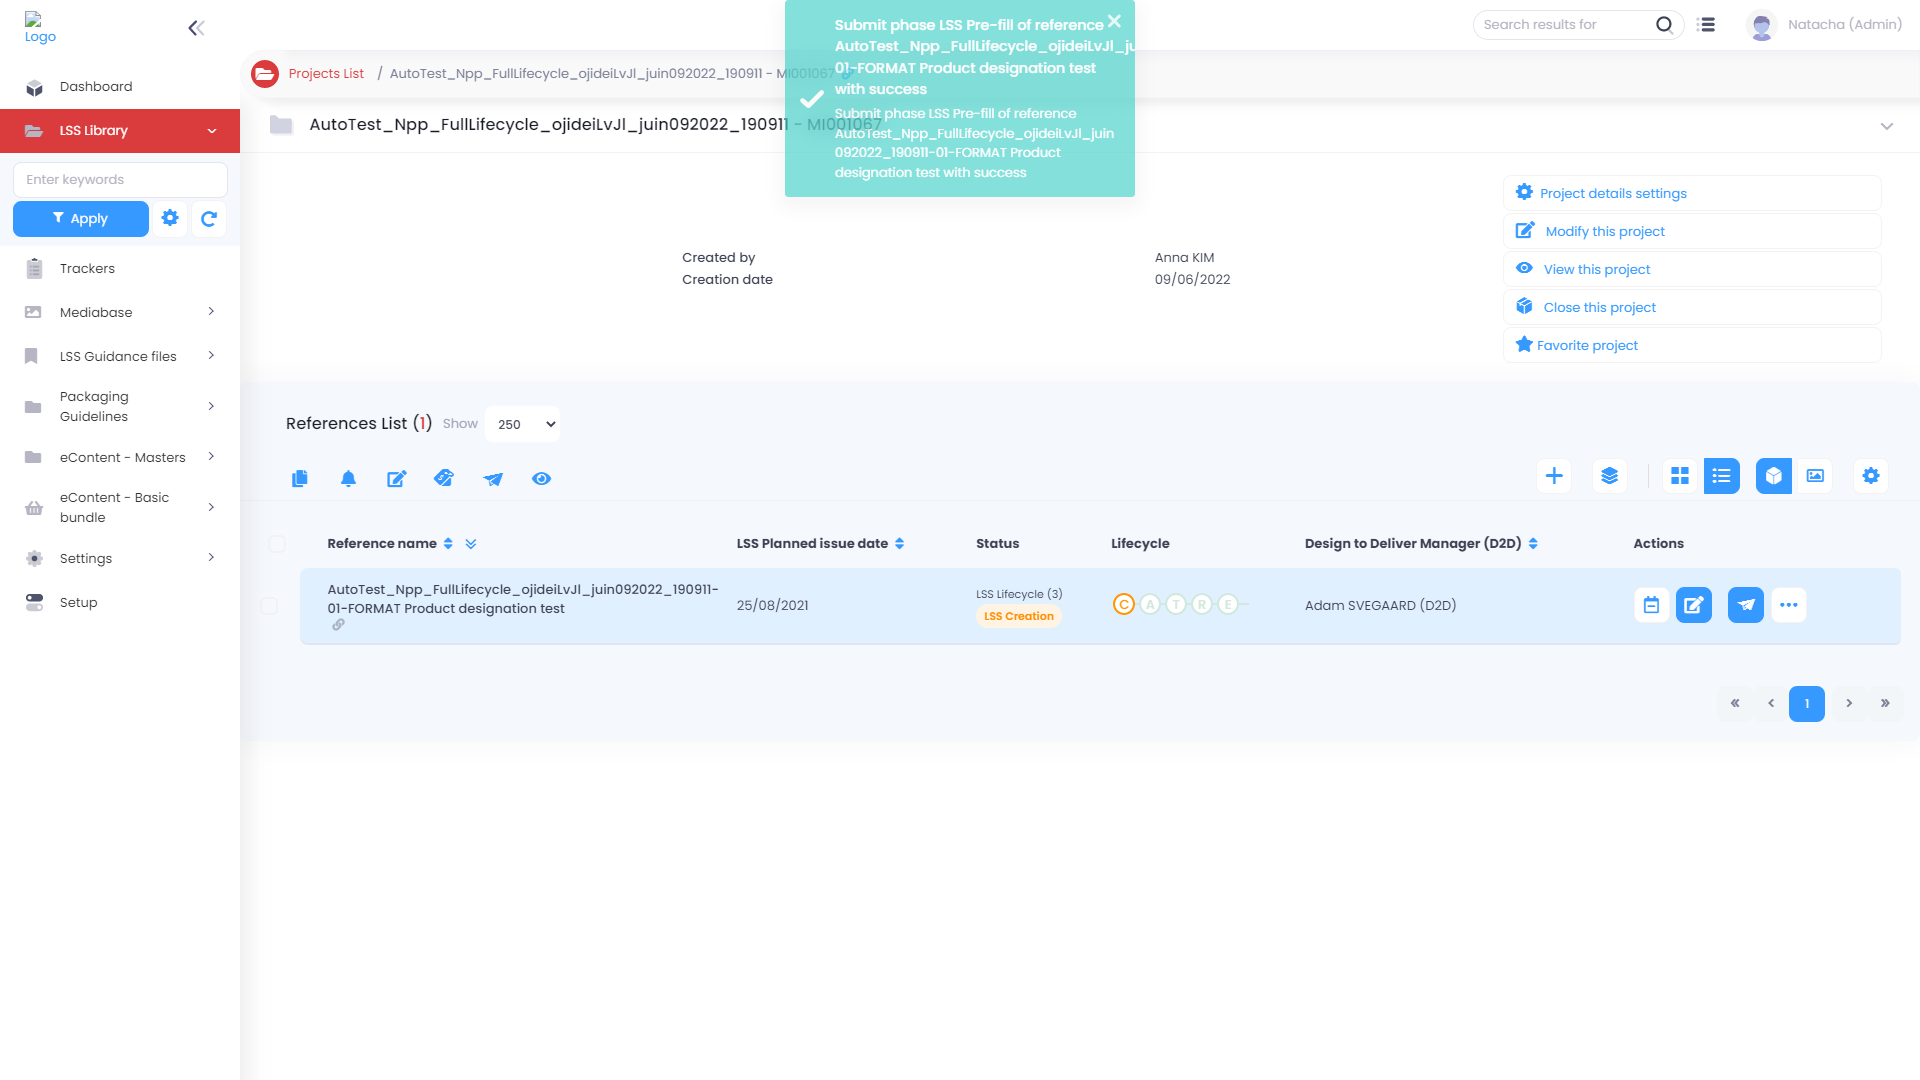 Logo
Submit phase LSS Pre-fill of reference
AutoTest_Npp_FullLifecycle_ojideiLvJl_ju
01-FORMAT Product designation test
with success
Submit phase LSS Pre-fill of reference
AutoTest_Npp_FullLifecycle_ojideiLvJl_juin
092022_190911-01-FORMAT Product
designation test with success
Search results for
Natacha (Admin)
Projects List / AutoTest_Npp_FullLifecycle_ojideiLvJl_juin092022_190911 - MI001067
AutoTest_Npp_FullLifecycle_ojideiLvJl_juin092022_190911 - MI001067
Dashboard
LSS Library
Enter keywords
Apply
Trackers
Mediabase
LSS Guidance files
Packaging
Guidelines
eContent - Masters
eContent - Basic
bundle
Settings
Setup
Created by Anna KIM
Creation date 09/06/2022
Project details settings
Modify this project
View this project
Close this project
Favorite project
References List (1) Show 250
Reference name LSS Planned issue date Status Lifecycle Design to Deliver Manager (D2D) Actions
AutoTest_Npp_FullLifecycle_ojideiLvJl_juin092022_190911-
01-FORMAT Product designation test
25/08/2021
LSS Lifecycle (3)
LSS Creation
C A T R E
Adam SVEGAARD (D2D)
« ‹ 1 › »